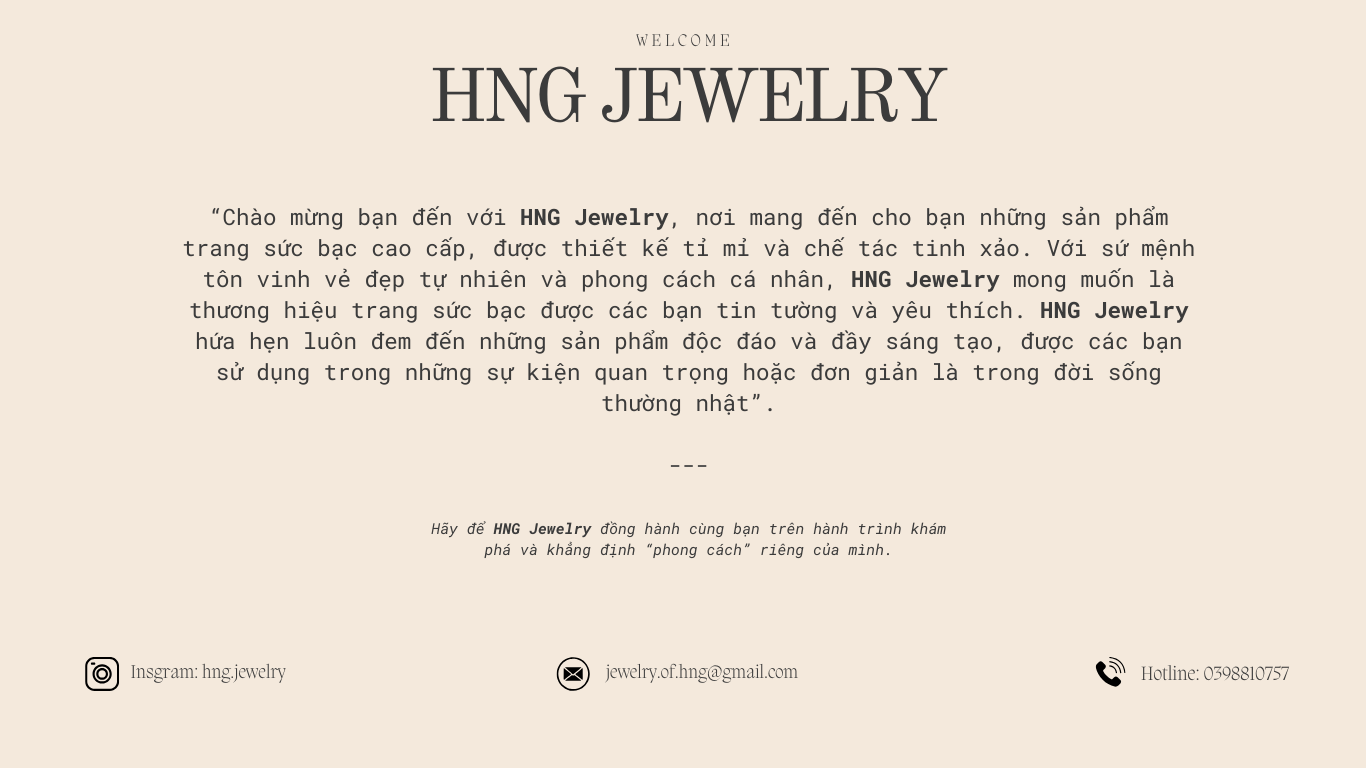 WELCOME
HNG JEWELRY
“Chào mừng bạn đến với HNG Jewelry, nơi mang đến cho bạn những sản phẩm
trang sức bạc cao cấp, được thiết kế tỉ mỉ và chế tác tinh xảo. Với sứ mệnh
tôn vinh vẻ đẹp tự nhiên và phong cách cá nhân, HNG Jewelry mong muốn là
thương hiệu trang sức bạc được các bạn tin tường và yêu thích. HNG Jewelry
hứa hẹn luôn đem đến những sản phẩm độc đáo và đầy sáng tạo, được các bạn
sử dụng trong những sự kiện quan trọng hoặc đơn giản là trong đời sống
thường nhật”.
---
Hãy để HNG Jewelry đồng hành cùng bạn trên hành trình khám
phá và khẳng định “phong cách” riêng của mình.
Insgram: hng.jewelry
jewelry.of.hng@gmail.com
Hotline: 0398810757